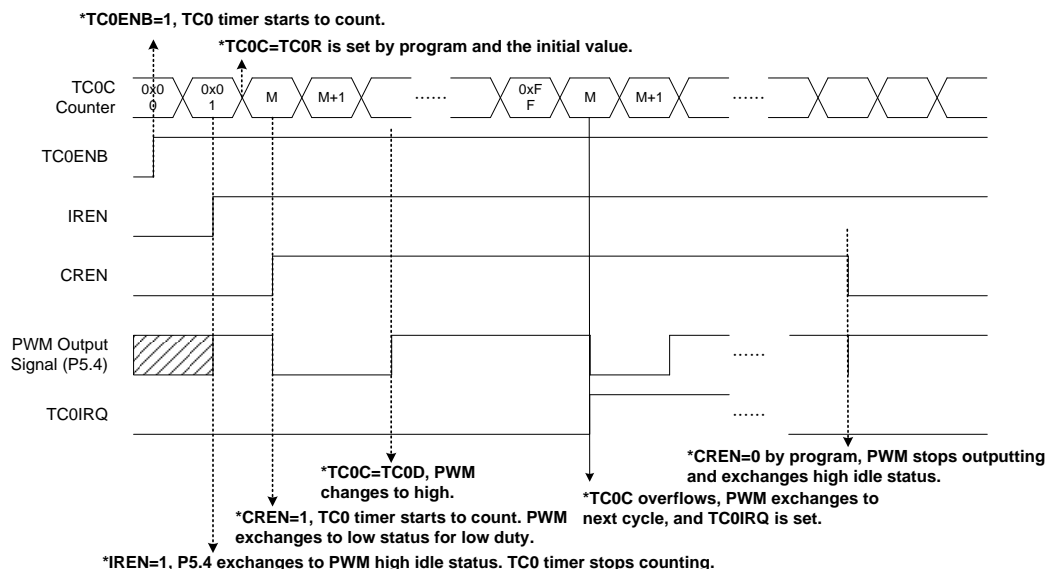 *TC0ENB=1, TC0 timer starts to count.
*TC0C=TC0R is set by program and the initial value.
TC0C
Counter
0x0
0
0x0
1
M
M+1
......
0xF
F
M
M+1
......
TC0ENB
IREN
CREN
PWM Output
Signal (P5.4)
......
TC0IRQ
......
*CREN=0 by program, PWM stops outputting
and exchanges high idle status.
*TC0C=TC0D, PWM
changes to high.
*TC0C overflows, PWM exchanges to
next cycle, and TC0IRQ is set.
*CREN=1, TC0 timer starts to count. PWM
exchanges to low status for low duty.
*IREN=1, P5.4 exchanges to PWM high idle status. TC0 timer stops counting.